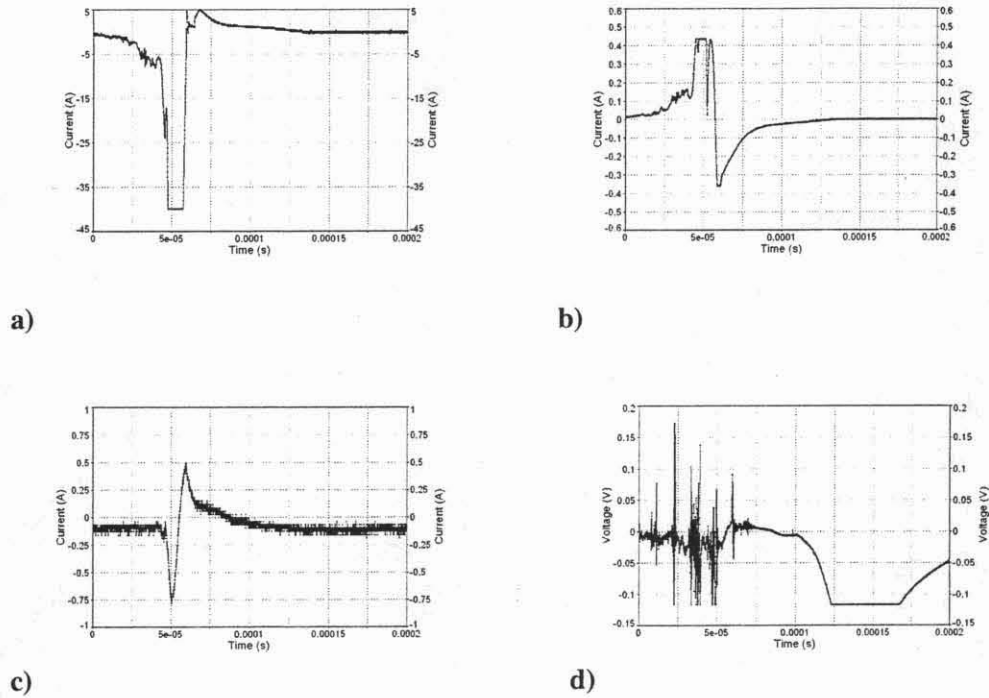 5 5
-5 -5
-15 -15
-25 -25
-35 -35
-45 -45
Current (A) Current (A)
0 5e-05 0.0001 0.00015 0.0002
Time (s)
a)
0.6 0.6
0.5 0.5
0.4 0.4
0.3 0.3
0.2 0.2
0.1 0.1
0 0
-0.1 -0.1
-0.2 -0.2
-0.3 -0.3
-0.4 -0.4
-0.5 -0.5
-0.6 -0.6
Current (A) Current (A)
0 5e-05 0.0001 0.00015 0.0002
Time (s)
b)
1 1
0.75 0.75
0.5 0.5
0.25 0.25
0 0
-0.25 -0.25
-0.5 -0.5
-0.75 -0.75
-1 -1
Current (A) Current (A)
0 5e-05 0.0001 0.00015 0.0002
Time (s)
c)
0.2 0.2
0.15 0.15
0.1 0.1
0.05 0.05
0 0
-0.05 -0.05
-0.1 -0.1
-0.15 -0.15
Voltage (V) Voltage (V)
0 5e-05 0.0001 0.00015 0.0002
Time (s)
d)